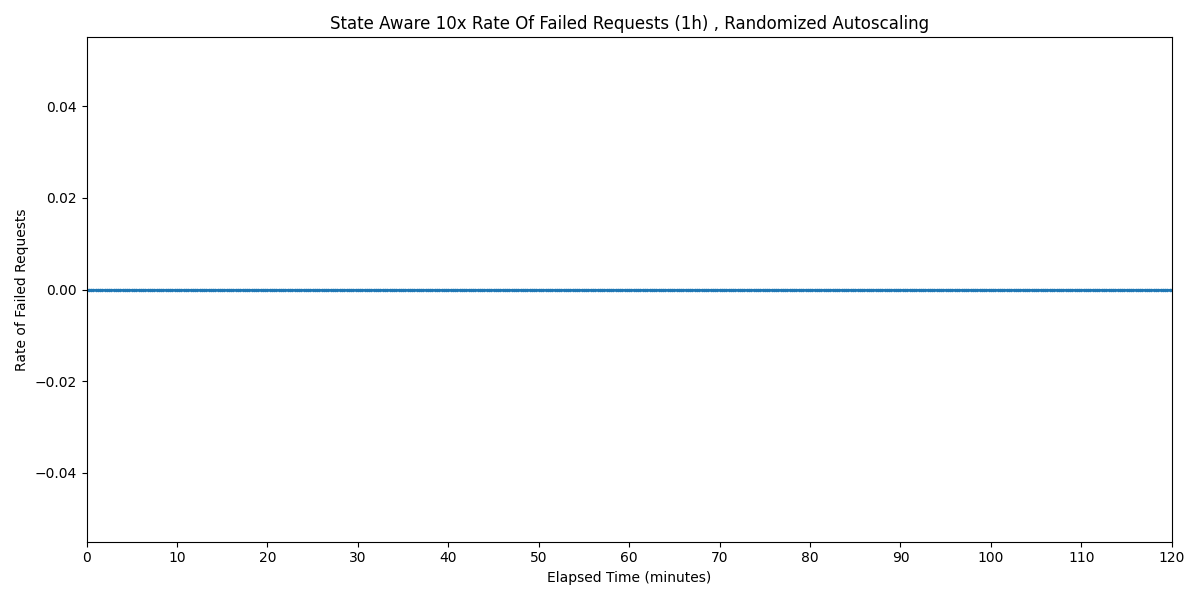 State Aware 10x Rate Of Failed Requests (1h) , Randomized Autoscaling
0.04
0.02
0.00
−0.02
−0.04
Rate of Failed Requests
0 10 20 30 40 50 60 70 80 90 100 110 120
Elapsed Time (minutes)